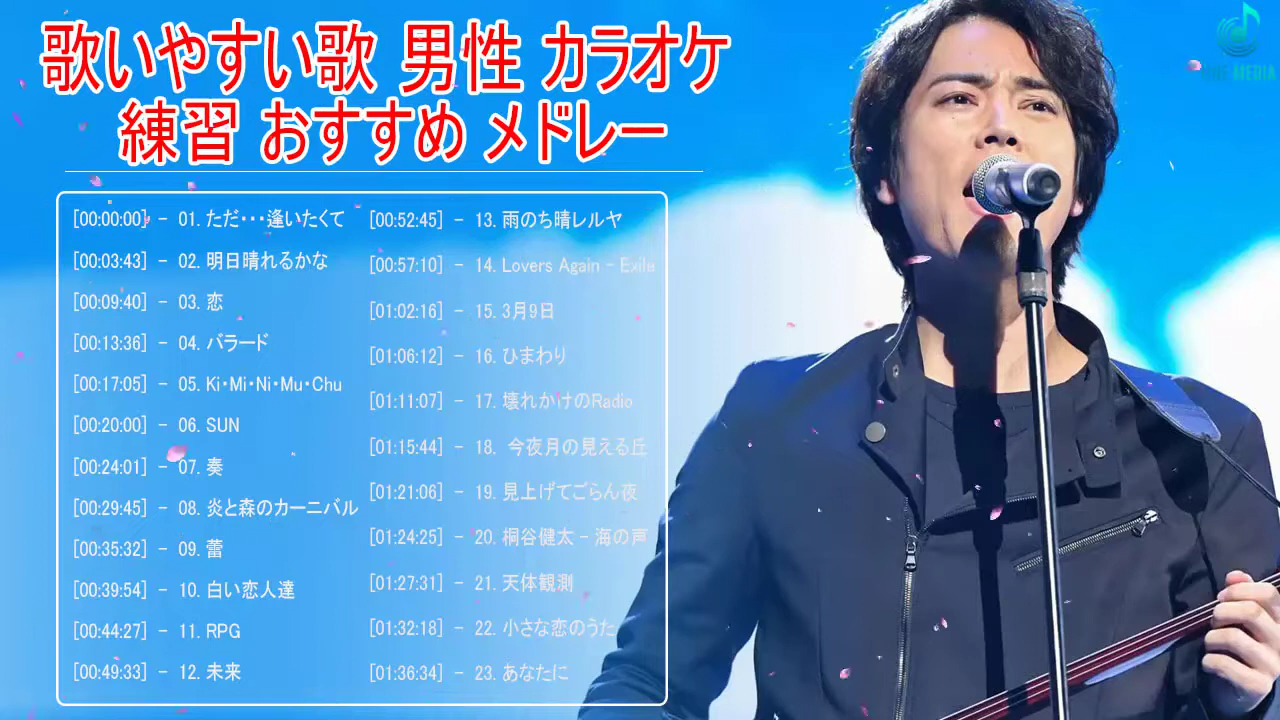 歌いやすい歌 男性 カラオケ
練習 おすすめ メドレー
[00:00:00] - 01. ただ・・・逢いたくて
[00:03:43] - 02. 明日晴れるかな
[00:09:40] - 03. 恋
[00:13:36] - 04. バラード
[00:17:05] - 05. Ki・Mi・Ni・Mu・Chu
[00:20:00] - 06. SUN
[00:24:01] - 07. 奏
[00:29:45] - 08. 炎と森のカーニバル
[00:35:32] - 09. 蕾
[00:39:54] - 10. 白い恋人達
[00:44:27] - 11. RPG
[00:49:33] - 12. 未来
[00:52:45] - 13. 雨のち晴レルヤ
[00:57:10] - 14. Lovers Again - Exile
[01:02:16] - 15. 3月9日
[01:06:12] - 16. ひまわり
[01:11:07] - 17. 壊れかけのRadio
[01:15:44] - 18. 今夜月の見える丘
[01:21:06] - 19. 見上げてごらん夜
[01:24:25] - 20. 桐谷健太 - 海の声
[01:27:31] - 21. 天体観測
[01:32:18] - 22. 小さな恋のうた
[01:36:34] - 23. あなたに
MEDIA